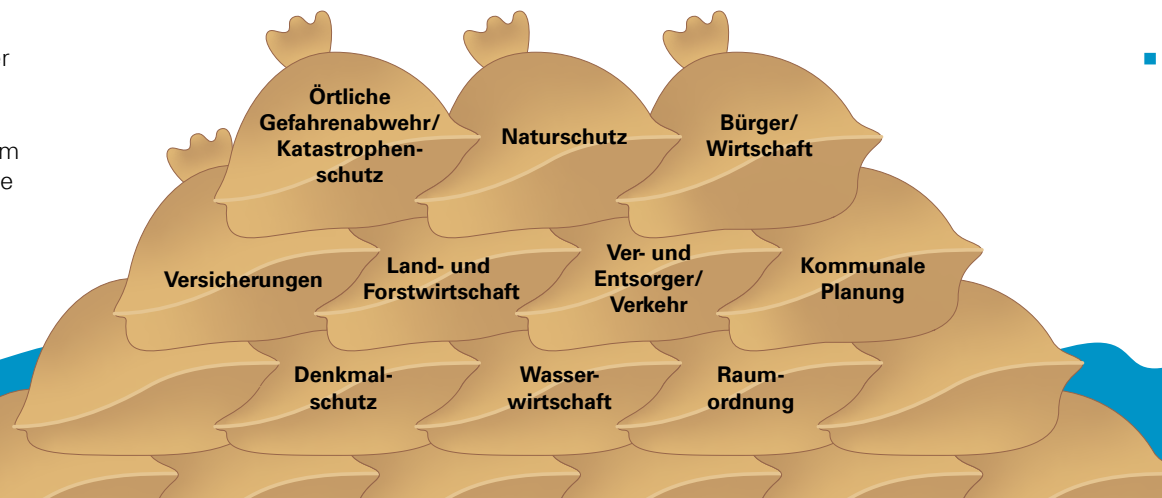 er
m
e
Örtliche
Gefahrenabwehr/
Katastrophen-
schutz
Naturschutz
Bürger/
Wirtschaft
Versicherungen
Land- und
Forstwirtschaft
Ver- und
Entsorger/
Verkehr
Kommunale
Planung
Denkmal-
schutz
Wasser-
wirtschaft
Raum-
ordnung